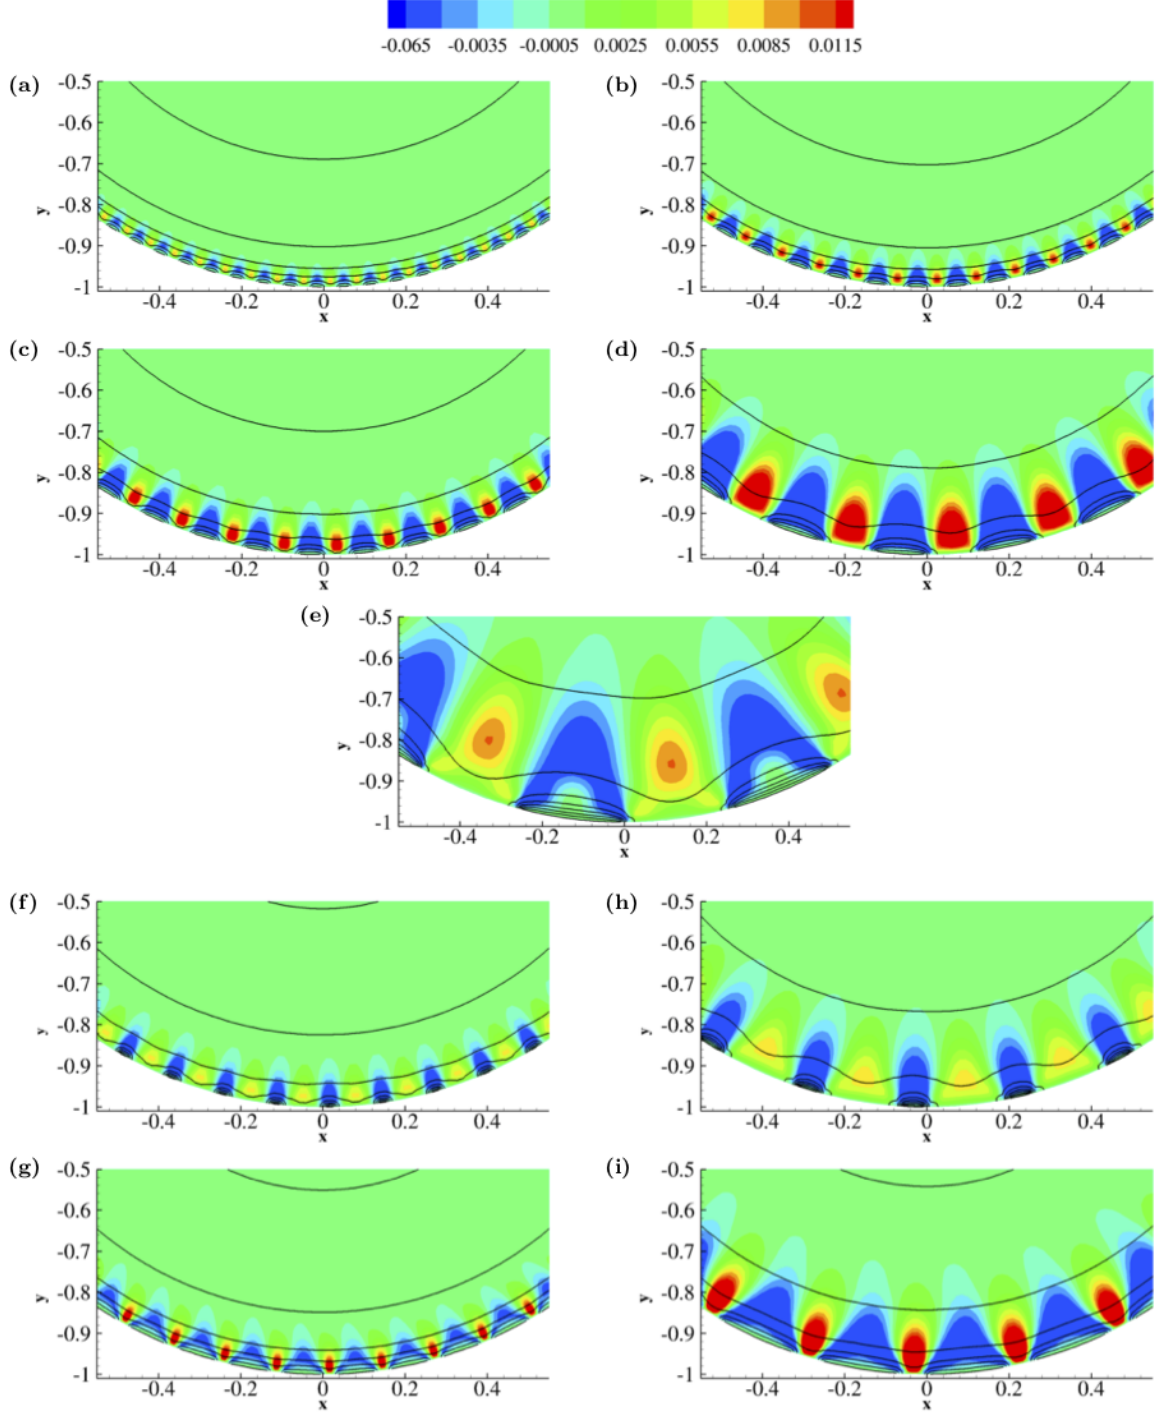 -0.065 -0.0035 -0.0005 0.0025 0.0055 0.0085 0.0115
(a) -0.5 -0.6 -0.7 -0.8 -0.9 -1 y
-0.4 -0.2 0 0.2 0.4
x
(b) -0.5 -0.6 -0.7 -0.8 -0.9 -1 y
-0.4 -0.2 0 0.2 0.4
x
(c) -0.5 -0.6 -0.7 -0.8 -0.9 -1 y
-0.4 -0.2 0 0.2 0.4
x
(d) -0.5 -0.6 -0.7 -0.8 -0.9 -1 y
-0.4 -0.2 0 0.2 0.4
x
(e) -0.5 -0.6 -0.7 -0.8 -0.9 -1 y
-0.4 -0.2 0 0.2 0.4
x
(f) -0.5 -0.6 -0.7 -0.8 -0.9 -1 y
-0.4 -0.2 0 0.2 0.4
x
(h) -0.5 -0.6 -0.7 -0.8 -0.9 -1 y
-0.4 -0.2 0 0.2 0.4
x
(g) -0.5 -0.6 -0.7 -0.8 -0.9 -1 y
-0.4 -0.2 0 0.2 0.4
x
(i) -0.5 -0.6 -0.7 -0.8 -0.9 -1 y
-0.4 -0.2 0 0.2 0.4
x